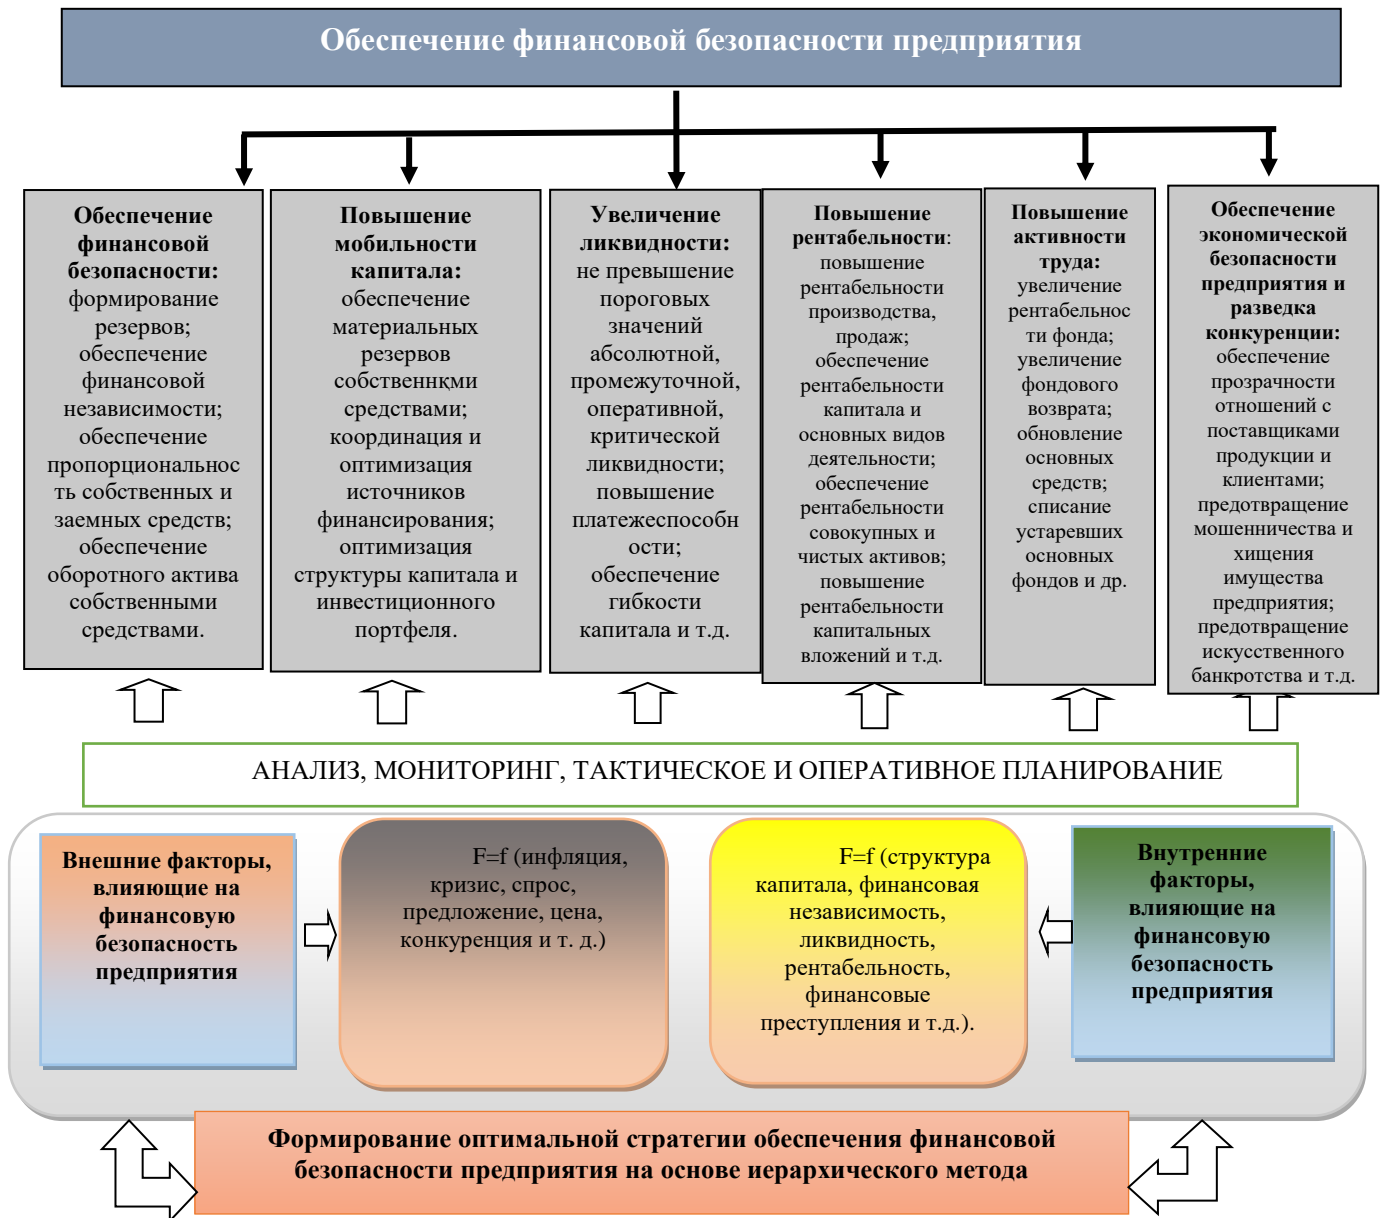 Обеспечение финансовой безопасности предприятия
Обеспечение
финансовой
безопасности:
формирование
резервов;
обеспечение
финансовой
независимости;
обеспечение
пропорциональнос
ть собственных и
заемных средств;
обеспечение
оборотного актива
собственными
средствами.
Повышение
мобильности
капитала:
обеспечение
материальных
резервов
собственнқми
средствами;
координация и
оптимизация
источников
финансирования;
оптимизация
структуры капитала и
инвестиционного
портфеля.
Увеличение
ликвидности:
не превышение
пороговых
значений
абсолютной,
промежуточной,
оперативной,
критической
ликвидности;
повышение
платежеспособн
ости;
обеспечение
гибкости
капитала и т.д.
Повышение
рентабельности:
повышение
рентабельности
производства,
продаж;
обеспечение
рентабельности
капитала и
основных видов
деятельности;
обеспечение
рентабельности
совокупных и
чистых активов;
повышение
рентабельности
капитальных
вложений и т.д.
Повышение
активности
труда:
увеличение
рентабельнос
ти фонда;
увеличение
фондового
возврата;
обновление
основных
средств;
списание
устаревших
основных
фондов и др.
Обеспечение
экономической
безопасности
предприятия и
разведка
конкуренции:
обеспечение
прозрачности
отношений с
поставщиками
продукции и
клиентами;
предотвращение
мошенничества и
хищения
имущества
предприятия;
предотвращение
искусственного
банкротства и т.д.
АНАЛИЗ, МОНИТОРИНГ, ТАКТИЧЕСКОЕ И ОПЕРАТИВНОЕ ПЛАНИРОВАНИЕ
Внешние факторы,
влияющие на
финансовую
безопасность
предприятия
F=f (инфляция,
кризис, спрос,
предложение, цена,
конкуренция и т. д.)
F=f (структура
капитала, финансовая
независимость,
ликвидность,
рентабельность,
финансовые
преступления и т.д.).
Внутренние
факторы,
влияющие на
финансовую
безопасность
предприятия
Формирование оптимальной стратегии обеспечения финансовой
безопасности предприятия на основе иерархического метода